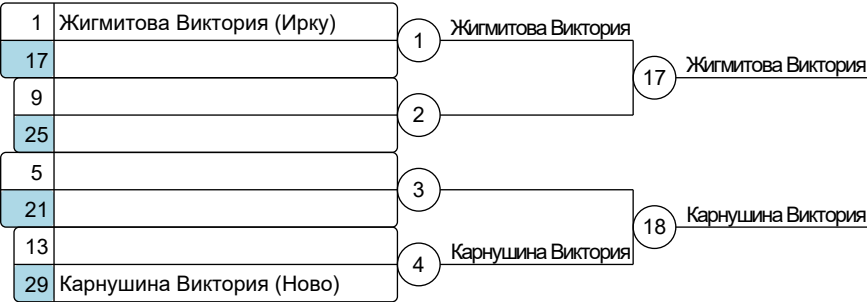 1 Жигмитова Виктория (Ирку)
17
1 Жигмитова Виктория
9
25
2
17 Жигмитова Виктория
5
21
3
13
29 Карнушина Виктория (Ново)
4 Карнушина Виктория
18 Карнушина Виктория